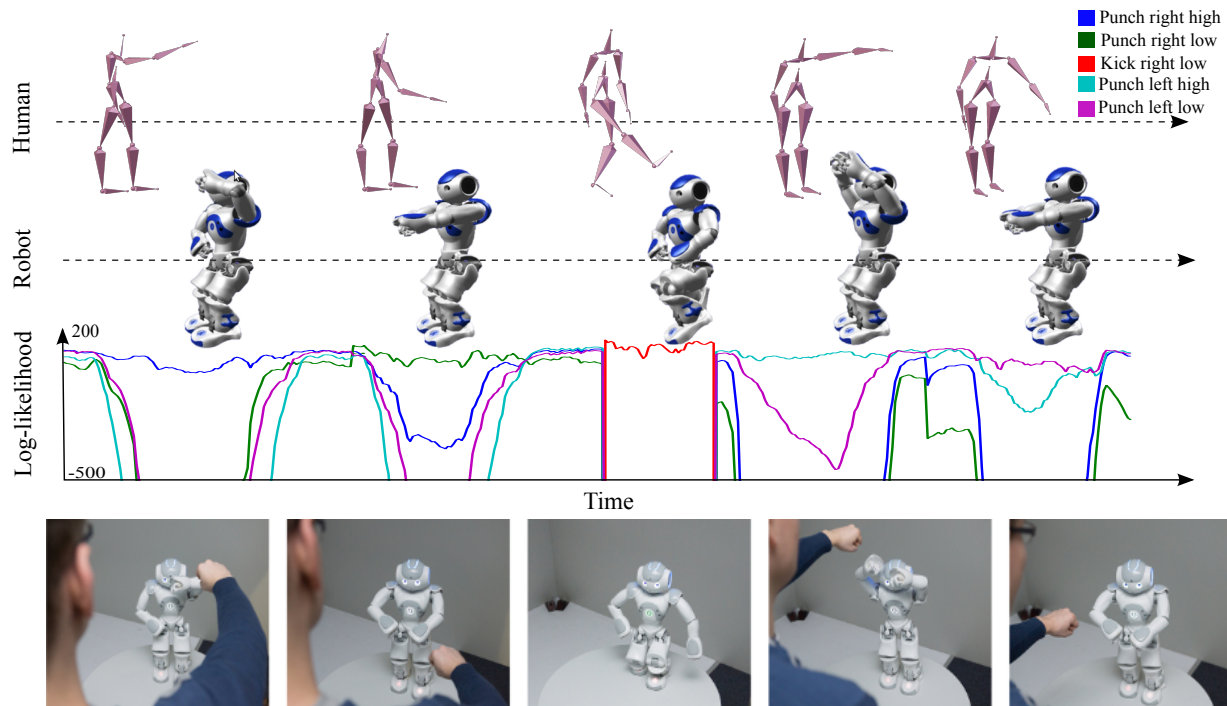 Punch right high
Punch right low
Kick right low
Punch left high
Punch left low
Human
Robot
Log-likelihood
200
-500
Time